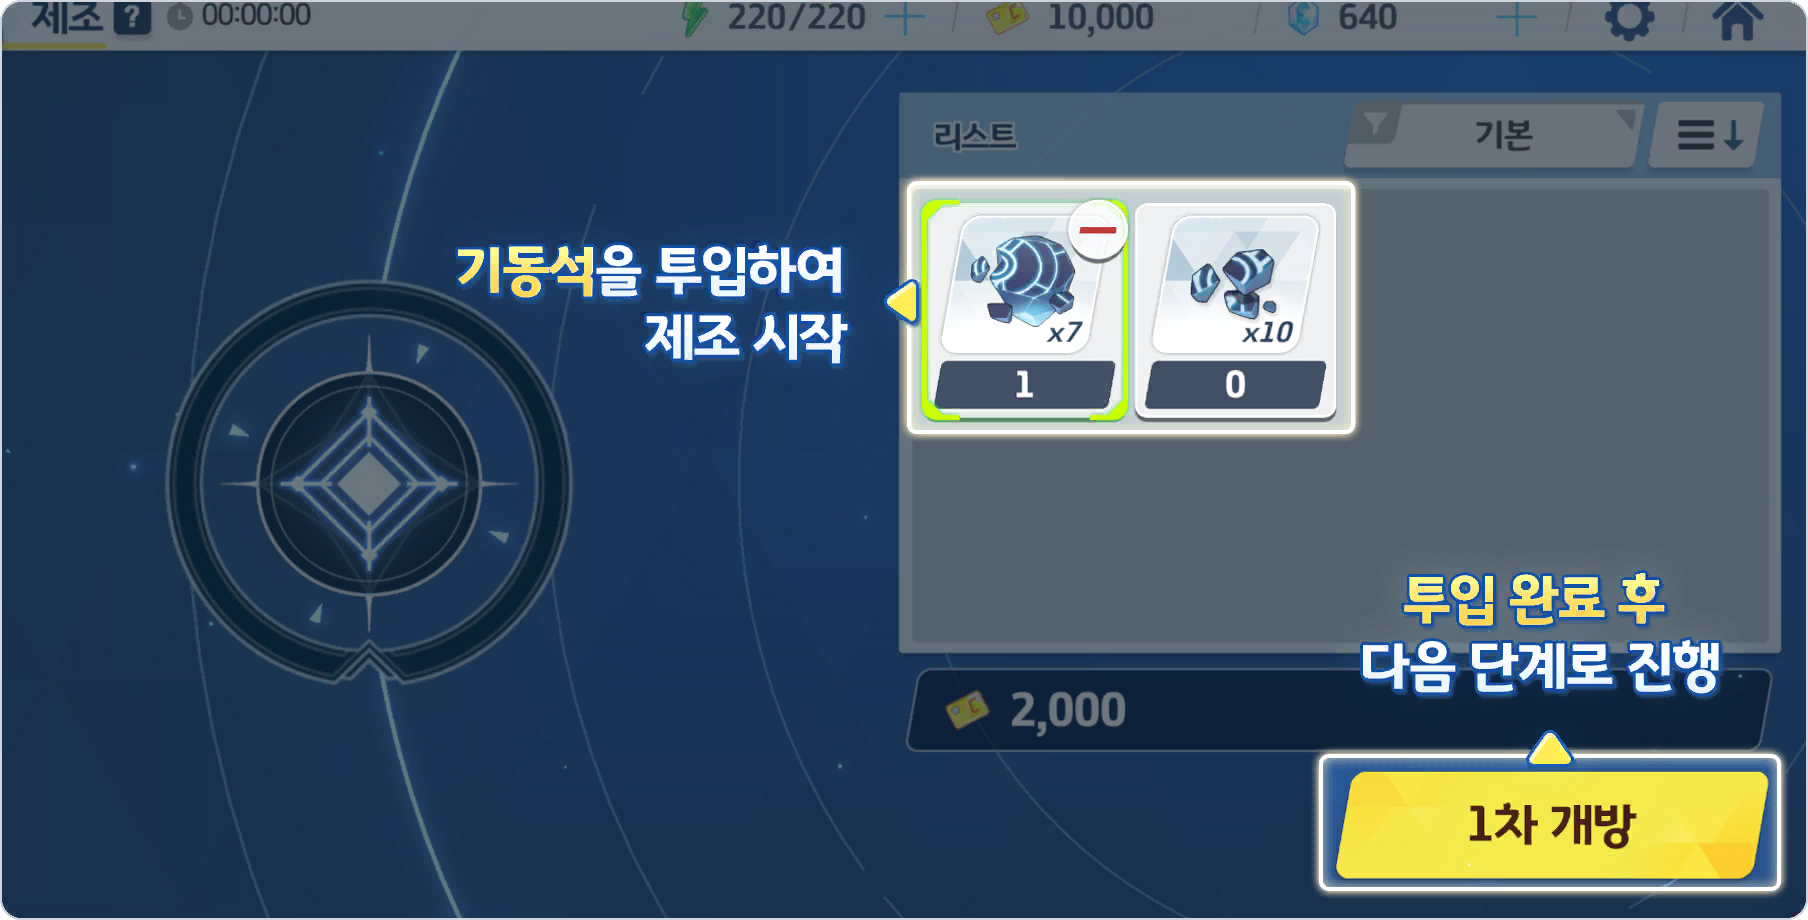 제조 ? 00:00:00 220/220 10,000 640
리스트 기본
기동석을 투입하여
제조 시작
x7 x10
1 0
투입 완료 후
다음 단계로 진행
2,000
1차 개방